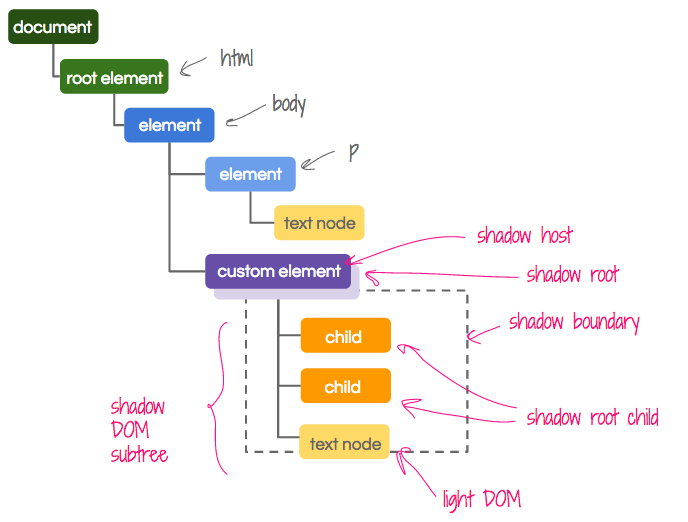 document
root element
html
element
body
element
p
text node
shadow host
custom element
shadow root
shadow boundary
child
child
shadow root child
shadow
DOM
subtree
text node
light DOM